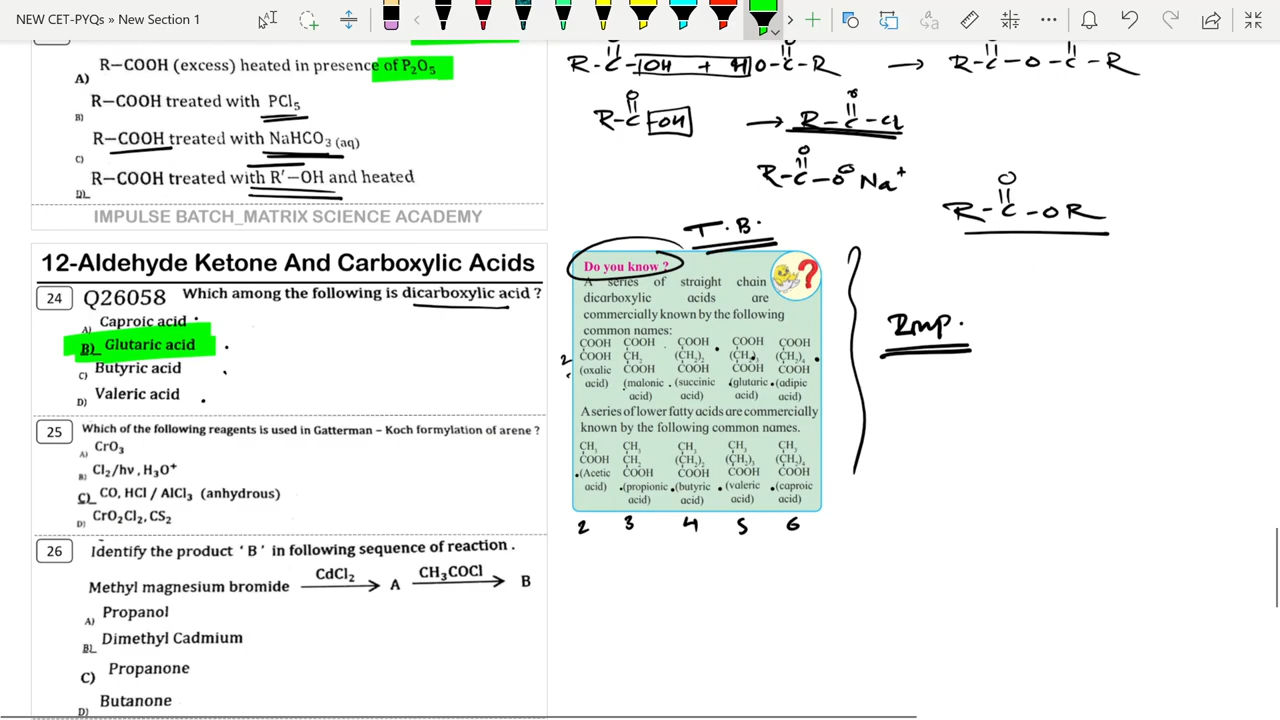 NEW CET-PYQs » New Section 1
R−COOH (excess) heated in presence of P₂O₅
A)
R−COOH treated with PCl₅
B)
R−COOH treated with NaHCO₃ (aq)
C)
R−COOH treated with R′−OH and heated
D)
IMPULSE BATCH_MATRIX SCIENCE ACADEMY
R-C-OH + HO-C-R → R-C-O-C-R
R-C-OH → R-C-Cl
R-C-O⊖ Na⁺
R-C-OR
T.B.
12-Aldehyde Ketone And Carboxylic Acids
24 Q26058 Which among the following is dicarboxylic acid ?
A) Caproic acid
B) Glutaric acid
C) Butyric acid
D) Valeric acid
25 Which of the following reagents is used in Gatterman – Koch formylation of arene ?
A) CrO₃
B) Cl₂/hv , H₃O⁺
C) CO, HCl / AlCl₃ (anhydrous)
D) CrO₂Cl₂, CS₂
26 Identify the product ‘B’ in following sequence of reaction .
Methyl magnesium bromide CdCl₂ → A CH₃COCl → B
A) Propanol
B) Dimethyl Cadmium
C) Propanone
D) Butanone
Do you know ?
A series of straight chain
dicarboxylic acids are
commercially known by the following
common names:
COOH COOH COOH COOH COOH
COOH CH₂ (CH₂)₂ (CH₂)₃ (CH₂)₄
(oxalic COOH COOH COOH COOH
acid) (malonic (succinic (glutaric (adipic
acid) acid) acid) acid)
A series of lower fatty acids are commercially
known by the following common names.
CH₃ CH₃ CH₃ CH₃ CH₃
COOH CH₂ (CH₂)₂ (CH₂)₃ (CH₂)₄
(Acetic COOH COOH COOH COOH
acid) (propionic (butyric (valeric (caproic
acid) acid) acid) acid)
2 3 4 5 6
2
Imp.